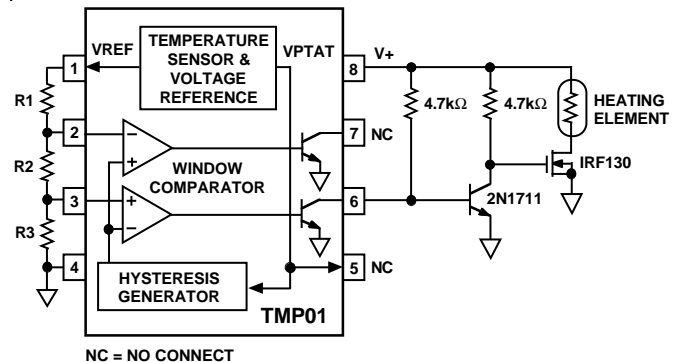 TEMPERATURE
SENSOR &
VOLTAGE
REFERENCE
VREF
VPTAT
V+
1
8
R1
4.7kΩ
4.7kΩ
HEATING
ELEMENT
2
7
NC
–
+
R2
WINDOW
COMPARATOR
IRF130
2N1711
3
6
+
–
R3
4
5
NC
HYSTERESIS
GENERATOR
TMP01
NC = NO CONNECT